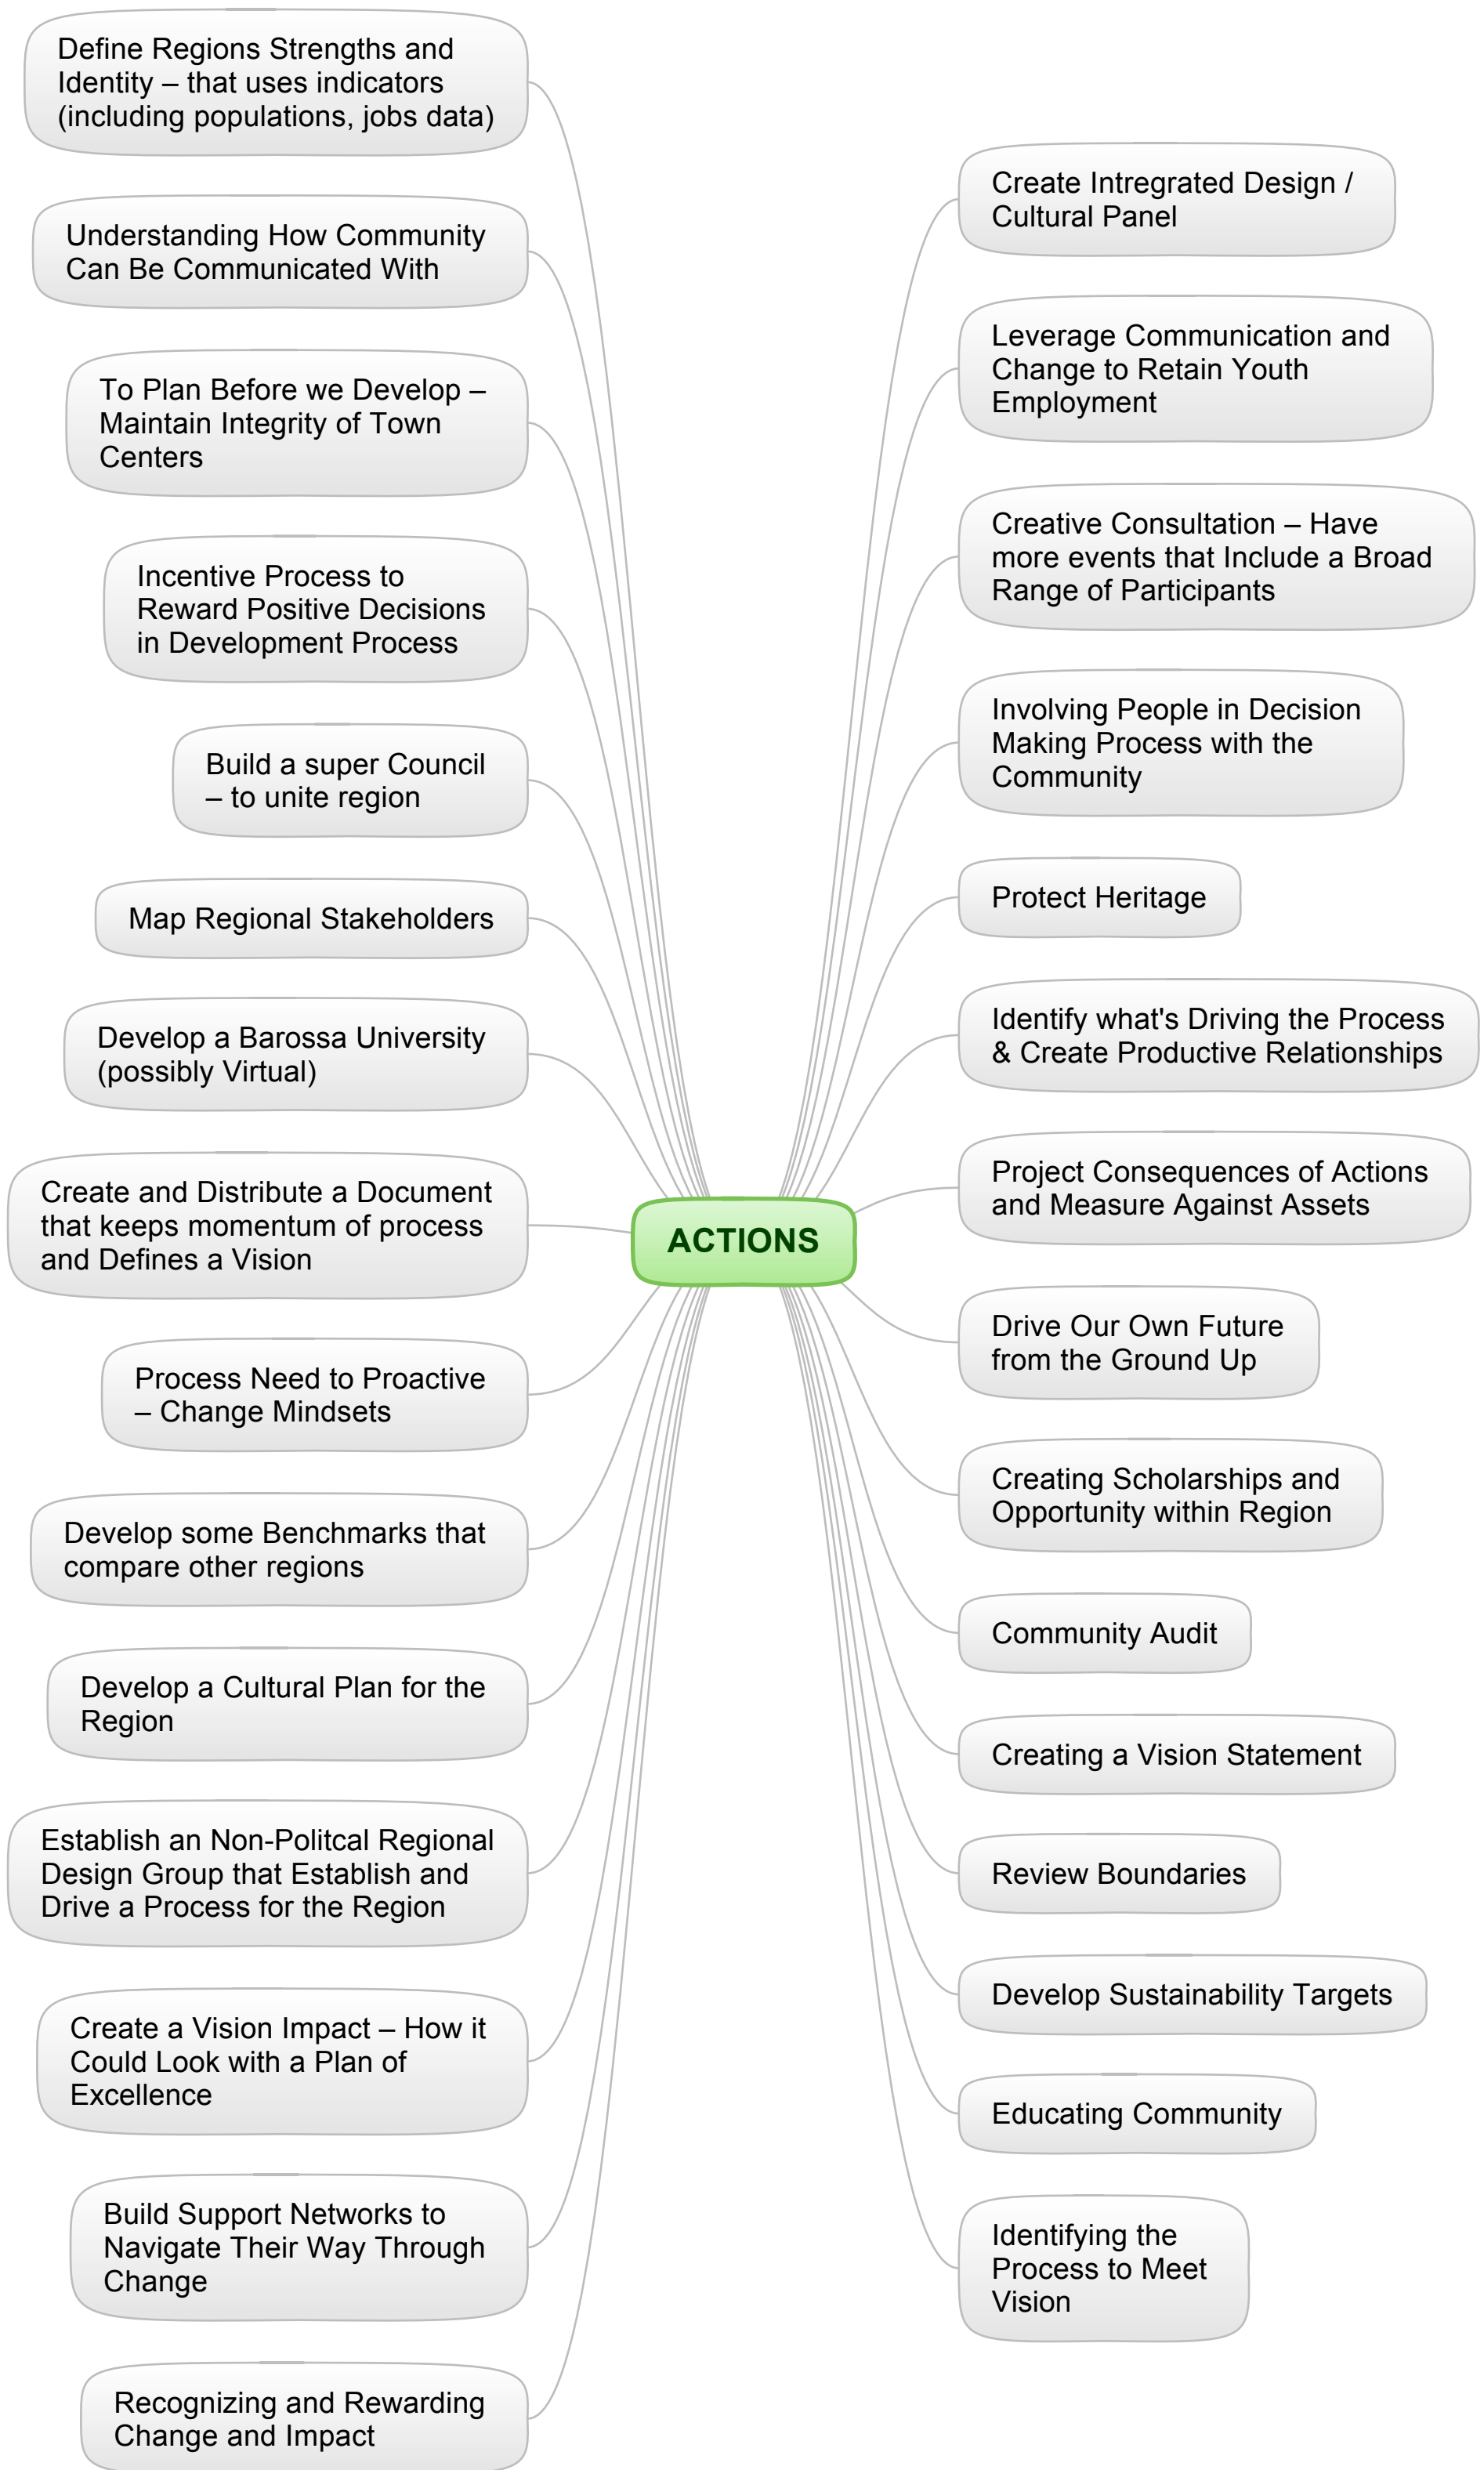 Define Regions Strengths and
Identity – that uses indicators
(including populations, jobs data)
Understanding How Community
Can Be Communicated With
To Plan Before we Develop –
Maintain Integrity of Town
Centers
Incentive Process to
Reward Positive Decisions
in Development Process
Build a super Council
– to unite region
Map Regional Stakeholders
Develop a Barossa University
(possibly Virtual)
Create and Distribute a Document
that keeps momentum of process
and Defines a Vision
Process Need to Proactive
– Change Mindsets
Develop some Benchmarks that
compare other regions
Develop a Cultural Plan for the
Region
Establish an Non-Politcal Regional
Design Group that Establish and
Drive a Process for the Region
Create a Vision Impact – How it
Could Look with a Plan of
Excellence
Build Support Networks to
Navigate Their Way Through
Change
Recognizing and Rewarding
Change and Impact
ACTIONS
Create Intregrated Design /
Cultural Panel
Leverage Communication and
Change to Retain Youth
Employment
Creative Consultation – Have
more events that Include a Broad
Range of Participants
Involving People in Decision
Making Process with the
Community
Protect Heritage
Identify what's Driving the Process
& Create Productive Relationships
Project Consequences of Actions
and Measure Against Assets
Drive Our Own Future
from the Ground Up
Creating Scholarships and
Opportunity within Region
Community Audit
Creating a Vision Statement
Review Boundaries
Develop Sustainability Targets
Educating Community
Identifying the
Process to Meet
Vision